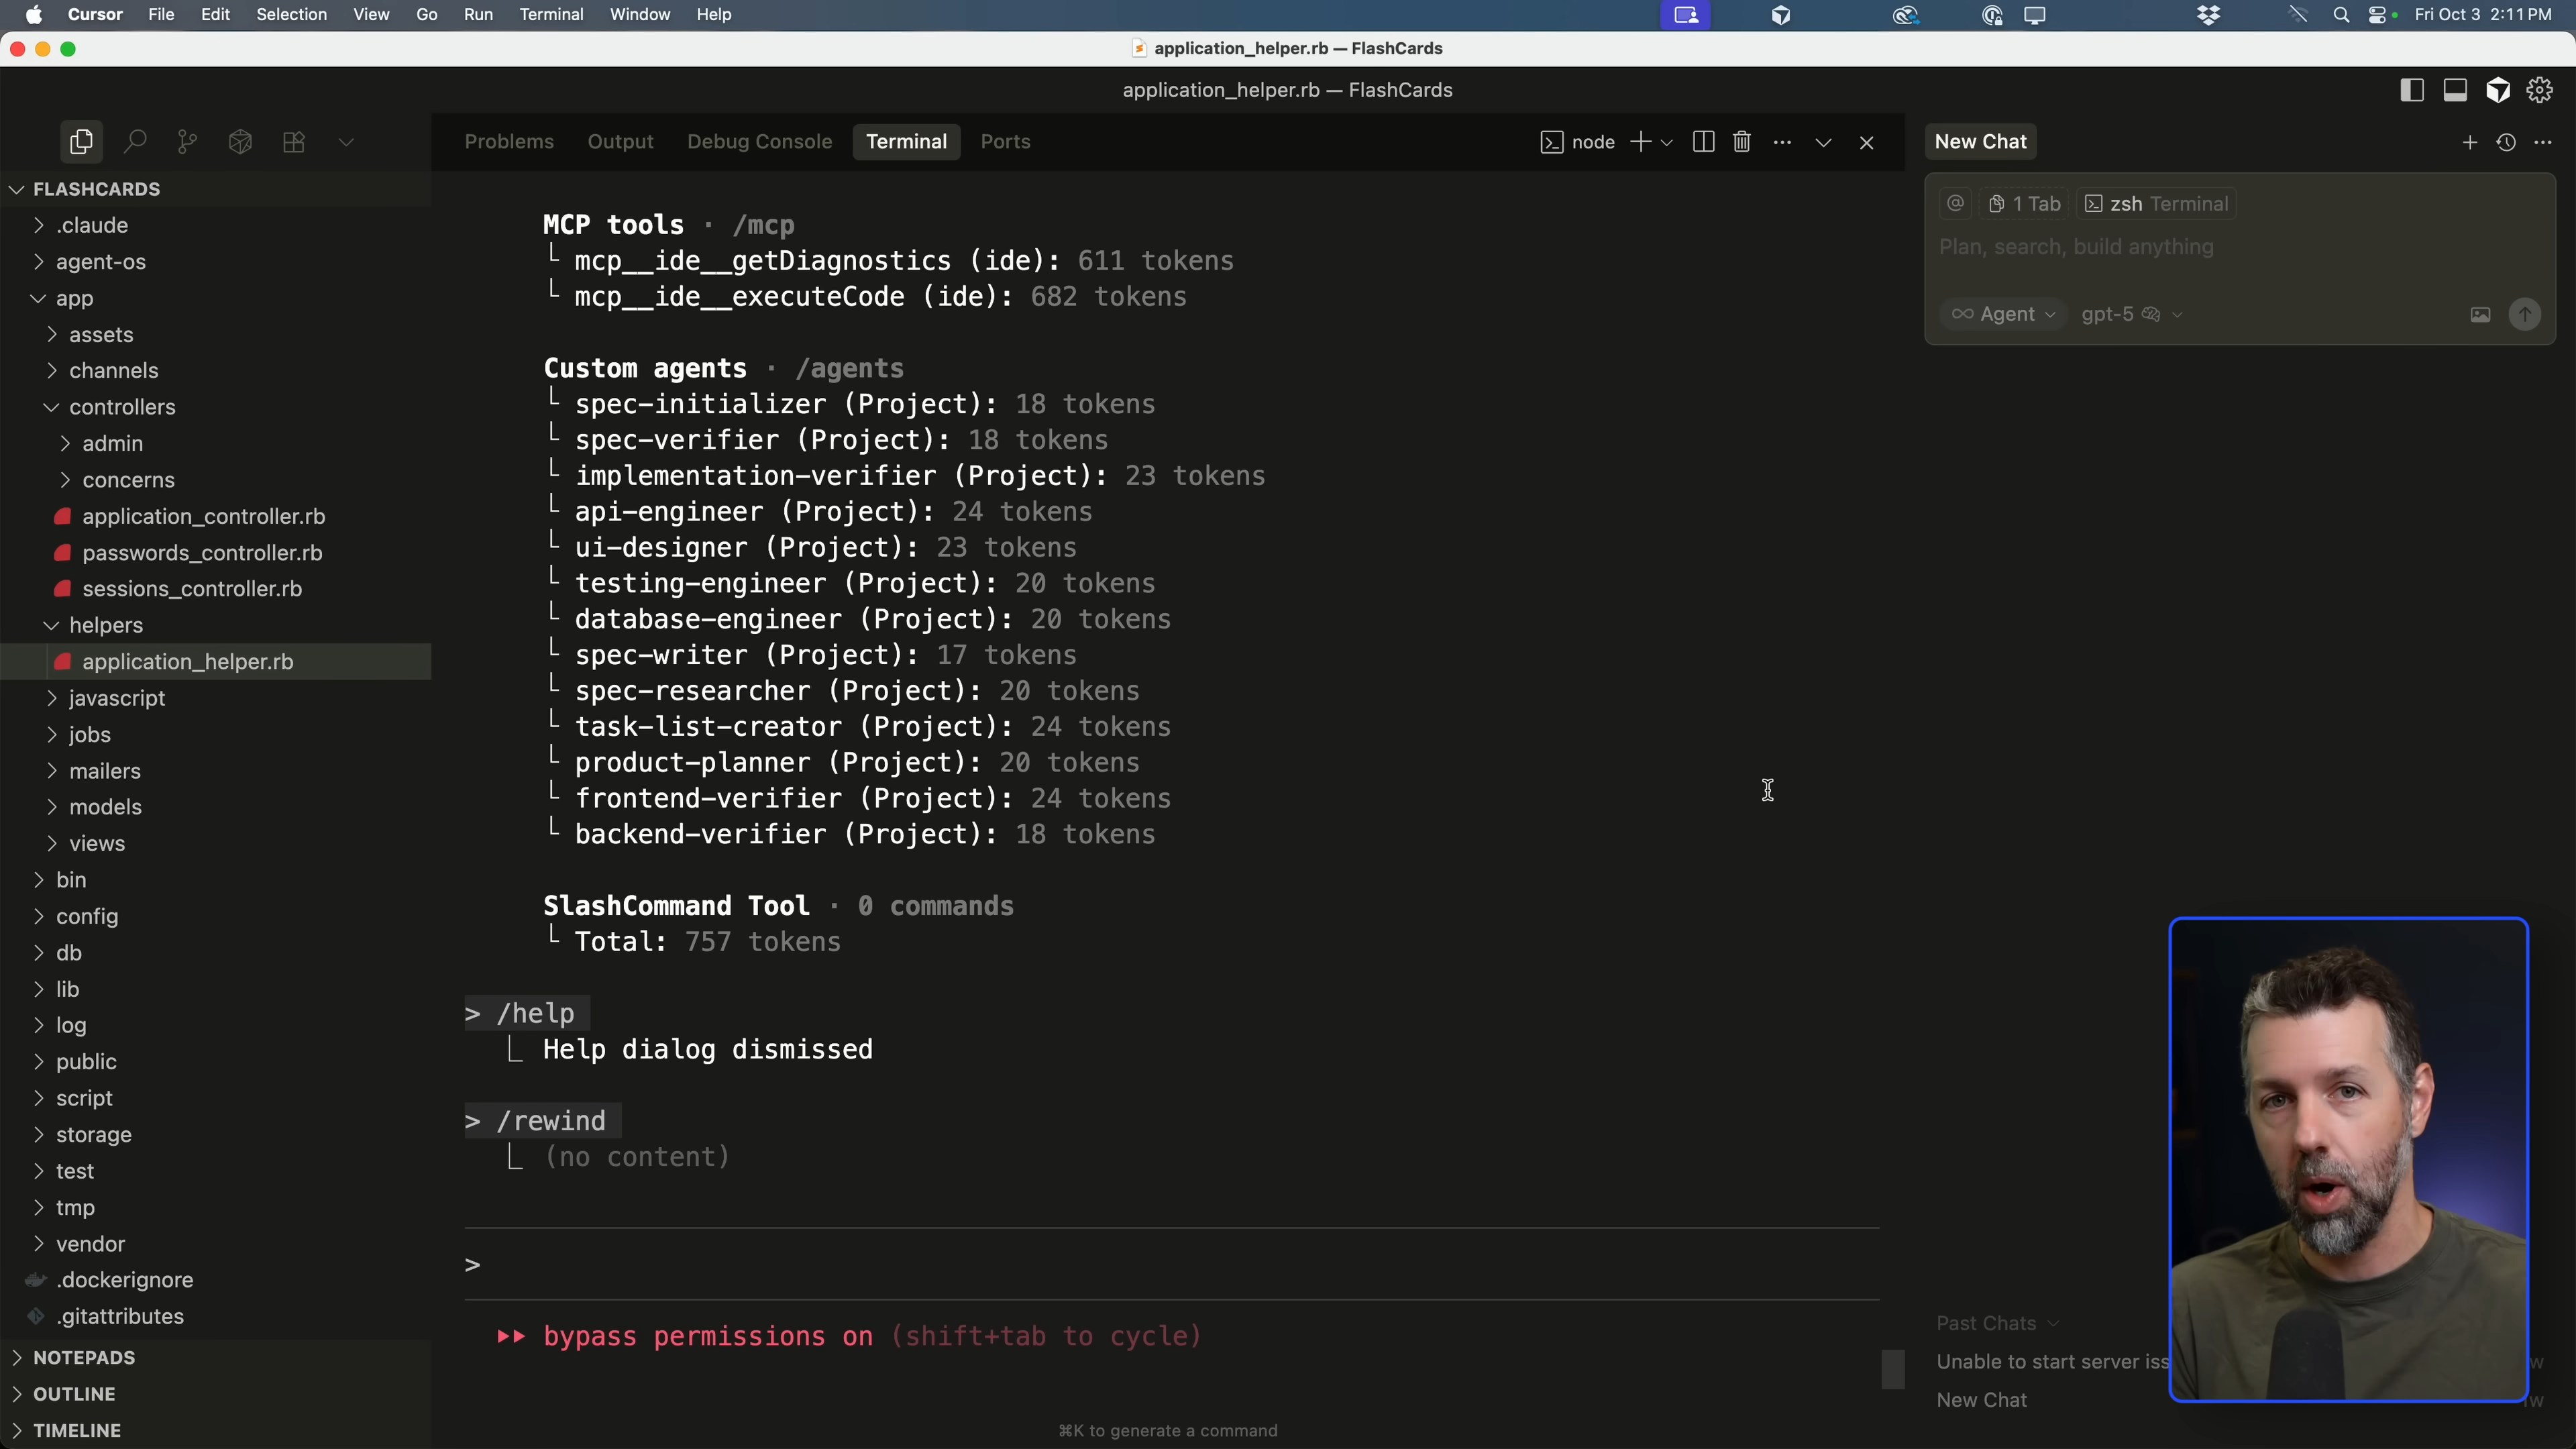 Cursor File Edit Selection View Go Run Terminal Window Help
Fri Oct 3 2:11 PM
application_helper.rb — FlashCards
application_helper.rb — FlashCards
Problems Output Debug Console Terminal Ports
node
New Chat
FLASHCARDS
.claude
agent-os
app
assets
channels
controllers
admin
concerns
application_controller.rb
passwords_controller.rb
sessions_controller.rb
helpers
application_helper.rb
javascript
jobs
mailers
models
views
bin
config
db
lib
log
public
script
storage
test
tmp
vendor
.dockerignore
.gitattributes
NOTEPADS
OUTLINE
TIMELINE
MCP tools · /mcp
└ mcp__ide__getDiagnostics (ide): 611 tokens
└ mcp__ide__executeCode (ide): 682 tokens
Custom agents · /agents
└ spec-initializer (Project): 18 tokens
└ spec-verifier (Project): 18 tokens
└ implementation-verifier (Project): 23 tokens
└ api-engineer (Project): 24 tokens
└ ui-designer (Project): 23 tokens
└ testing-engineer (Project): 20 tokens
└ database-engineer (Project): 20 tokens
└ spec-writer (Project): 17 tokens
└ spec-researcher (Project): 20 tokens
└ task-list-creator (Project): 24 tokens
└ product-planner (Project): 20 tokens
└ frontend-verifier (Project): 24 tokens
└ backend-verifier (Project): 18 tokens
SlashCommand Tool · 0 commands
└ Total: 757 tokens
> /help
Help dialog dismissed
> /rewind
(no content)
>
bypass permissions on (shift+tab to cycle)
⌘K to generate a command
@ 1 Tab zsh Terminal
Plan, search, build anything
Agent gpt-5
Past Chats
Unable to start server iss
New Chat